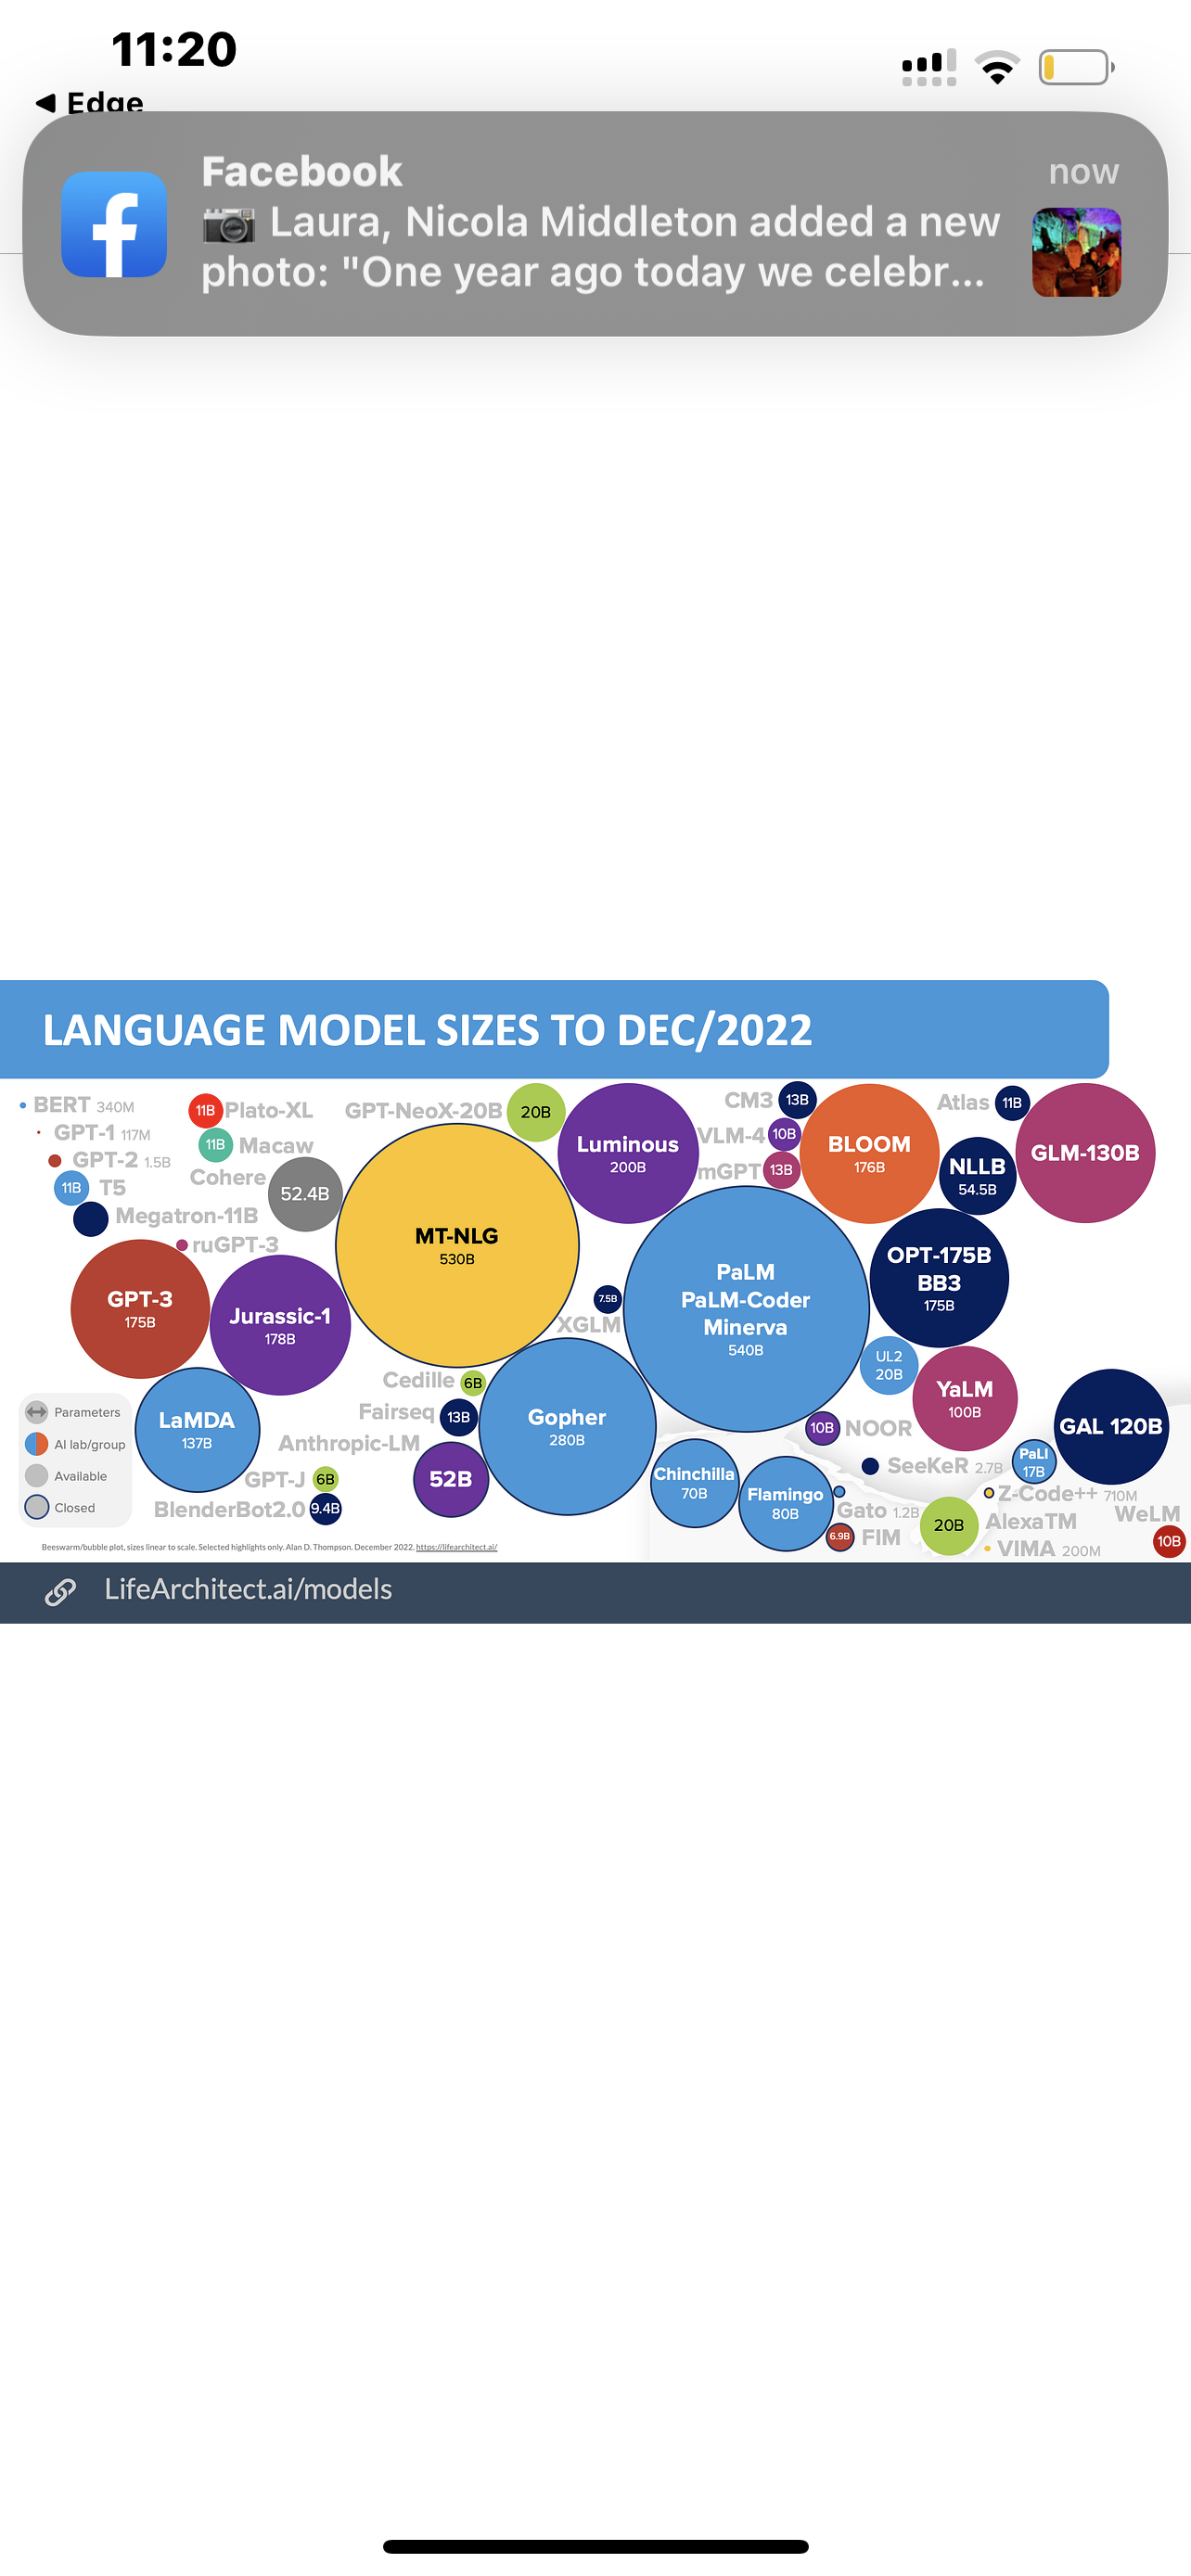 11:20
◀ Edge
Facebook
now
📷 Laura, Nicola Middleton added a new
photo: "One year ago today we celebr...
LANGUAGE MODEL SIZES TO DEC/2022
BERT 340M
GPT-1 117M
GPT-2 1.5B
11B T5
Megatron-11B
ruGPT-3
11B Plato-XL
11B Macaw
Cohere 52.4B
GPT-NeoX-20B 20B
MT-NLG
530B
Luminous
200B
CM3 13B
VLM-4 10B
mGPT 13B
BLOOM
176B
Atlas 11B
NLLB
54.5B
GLM-130B
GPT-3
175B
Jurassic-1
178B
7.5B
XGLM
PaLM
PaLM-Coder
Minerva
540B
OPT-175B
BB3
175B
UL2
20B
YaLM
100B
GAL 120B
LaMDA
137B
Cedille 6B
Fairseq 13B
Anthropic-LM 52B
GPT-J 6B
BlenderBot2.0 9.4B
Gopher
280B
Chinchilla
70B
Flamingo
80B
10B NOOR
SeeKeR 2.7B
PaLI
17B
Gato 1.2B
6.9B FIM
Z-Code++ 710M
20B AlexaTM
VIMA 200M
WeLM
10B
Parameters
AI lab/group
Available
Closed
Beeswarm/bubble plot, sizes linear to scale. Selected highlights only. Alan D. Thompson. December 2022. https://lifearchitect.ai/
LifeArchitect.ai/models